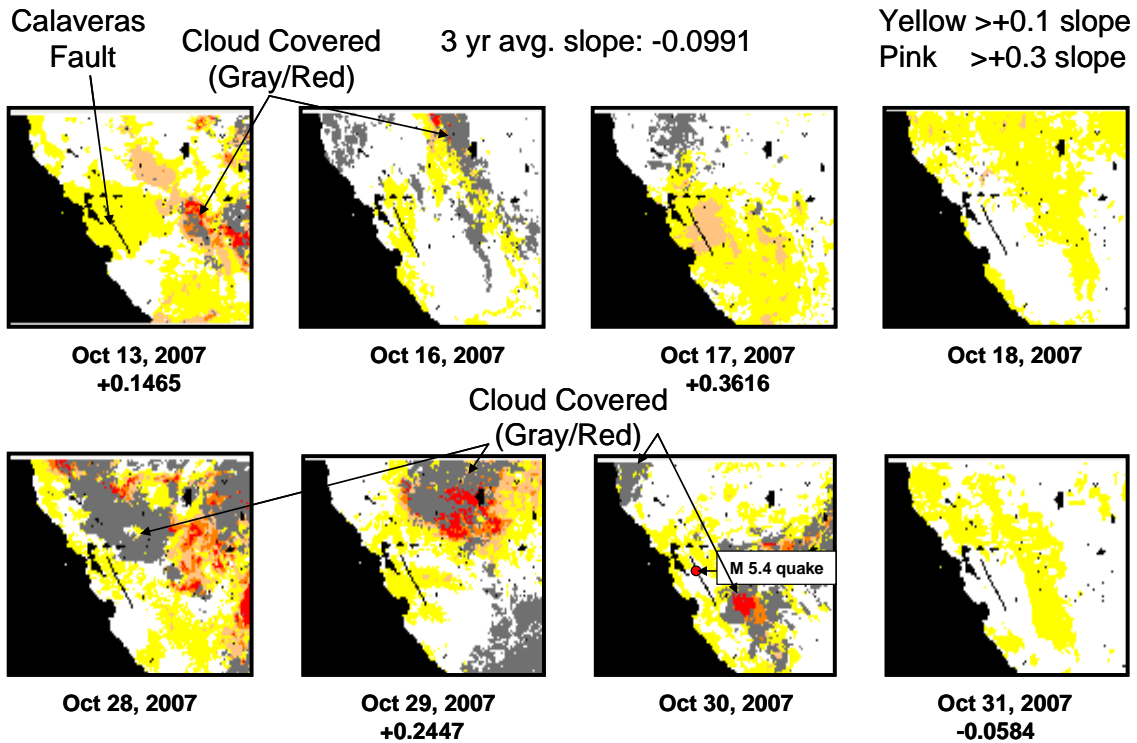 Calaveras
Fault
Cloud Covered
(Gray/Red)
3 yr avg. slope: -0.0991
Yellow >+0.1 slope
Pink >+0.3 slope
Oct 13, 2007
+0.1465
Oct 16, 2007
Oct 17, 2007
+0.3616
Oct 18, 2007
Cloud Covered
(Gray/Red)
M 5.4 quake
Oct 28, 2007
Oct 29, 2007
+0.2447
Oct 30, 2007
Oct 31, 2007
-0.0584